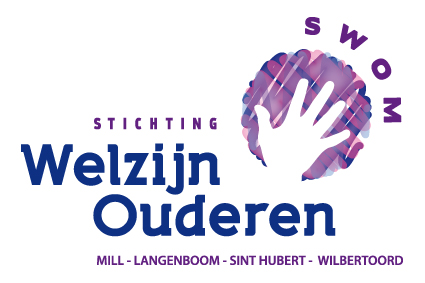 SWOM
STICHTING
Welzijn
Ouderen
MILL - LANGENBOOM - SINT HUBERT - WILBERTOORD